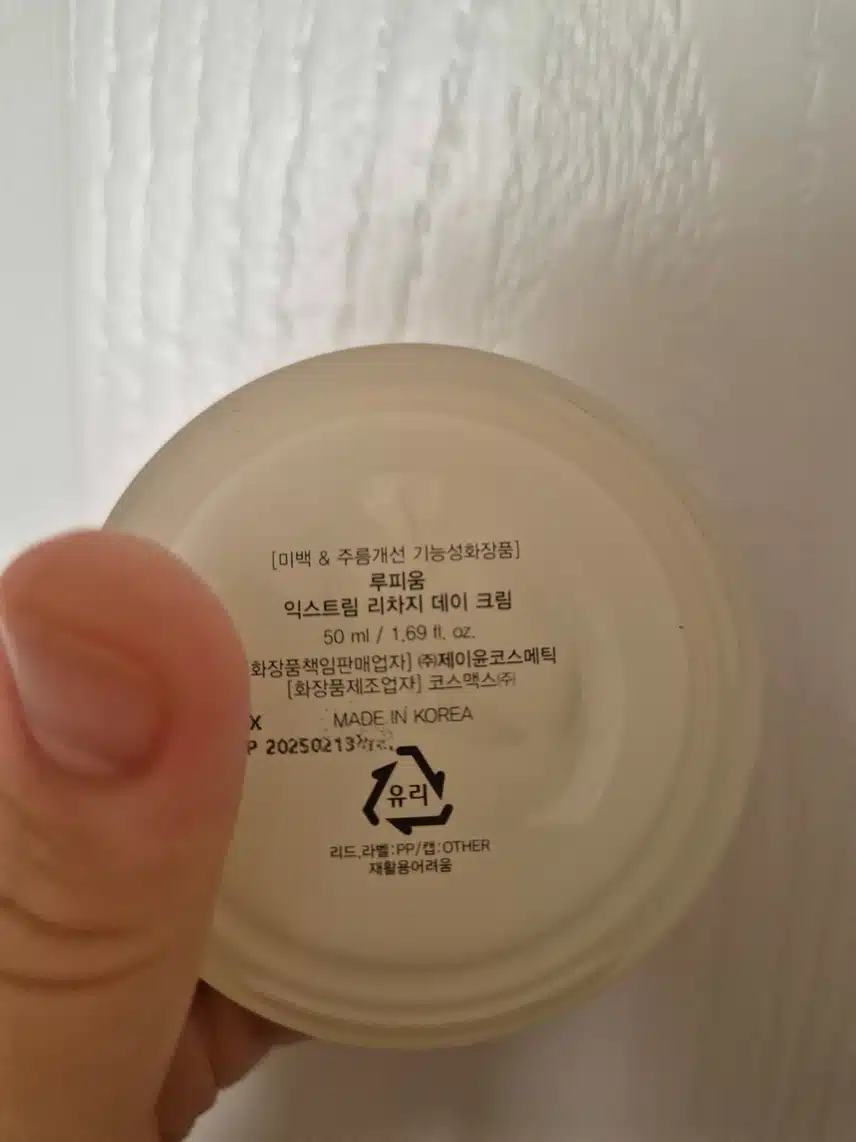 [미백 & 주름개선 기능성화장품]
루피움
익스트림 리차지 데이 크림
50 ml / 1.69 fl. oz.
화장품책임판매업자] ㈜제이윤코스메틱
[화장품제조업자] 코스맥스㈜
X MADE IN KOREA
P 20250213
유리
리드,라벨:PP/캡:OTHER
재활용어려움